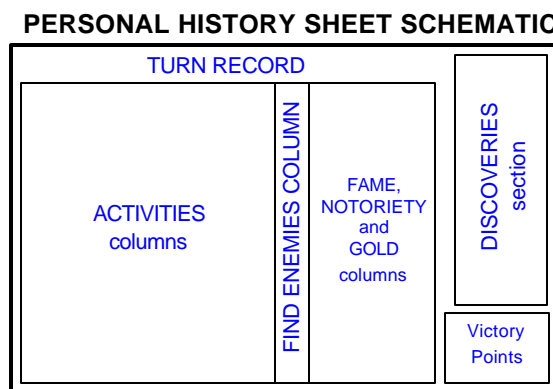 PERSONAL HISTORY SHEET SCHEMATIC
TURN RECORD
ACTIVITIES
columns
FIND ENEMIES COLUMN
FAME,
NOTORIETY
and
GOLD
columns
DISCOVERIES
section
Victory
Points